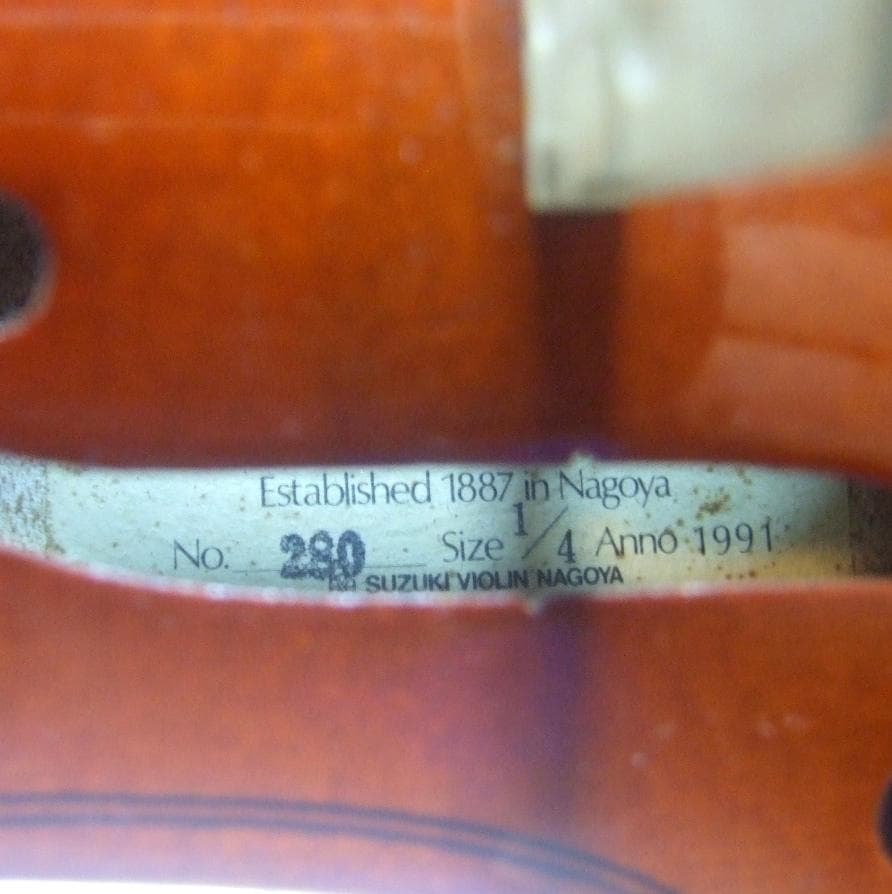 Established 1887 in Nagoya
No. 280 Size 1/4 Anno 1991
SUZUKI VIOLIN NAGOYA